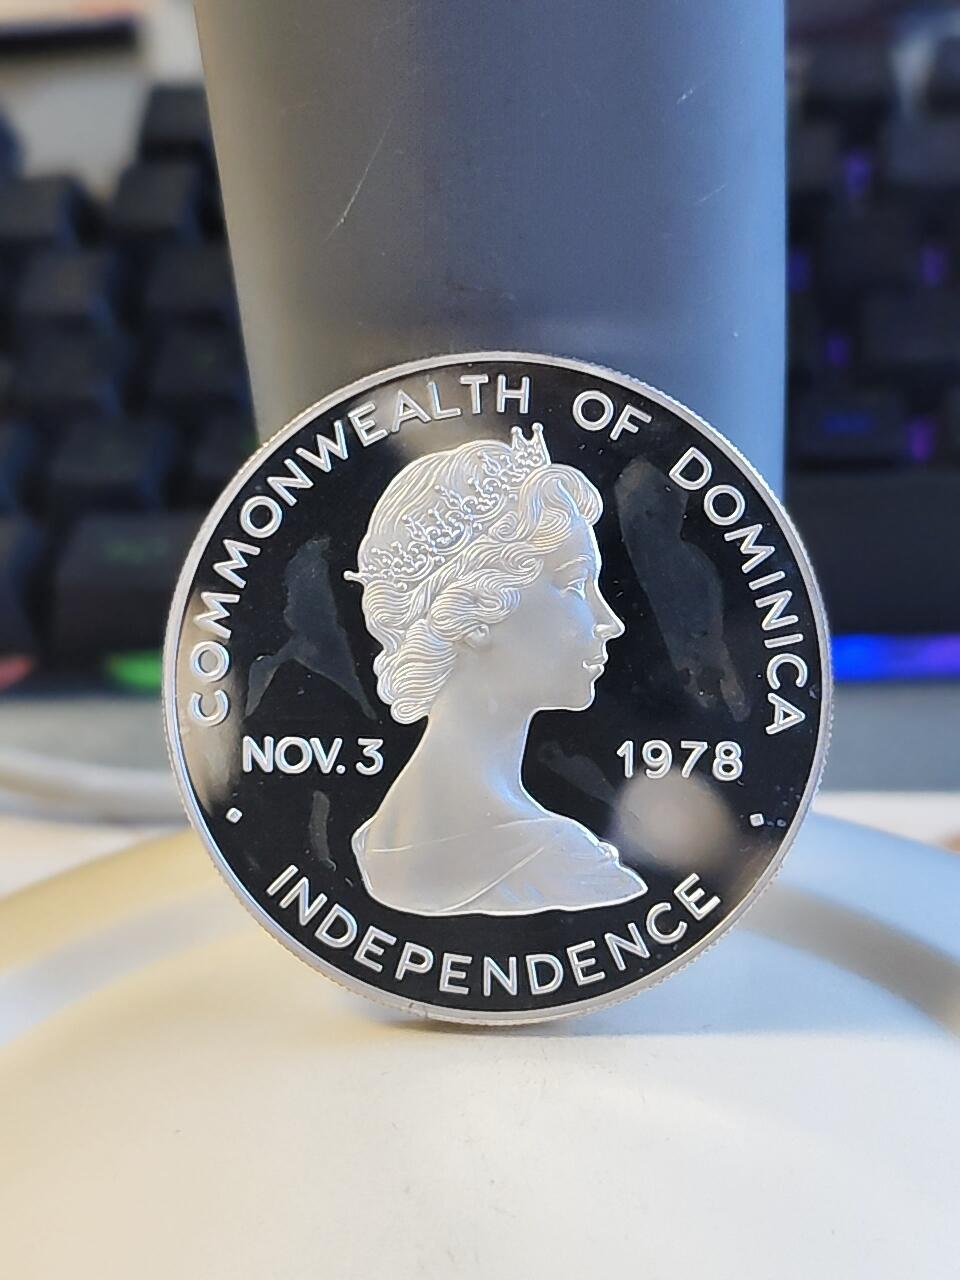 COMMONWEALTH OF DOMINICA
NOV. 3 1978
INDEPENDENCE